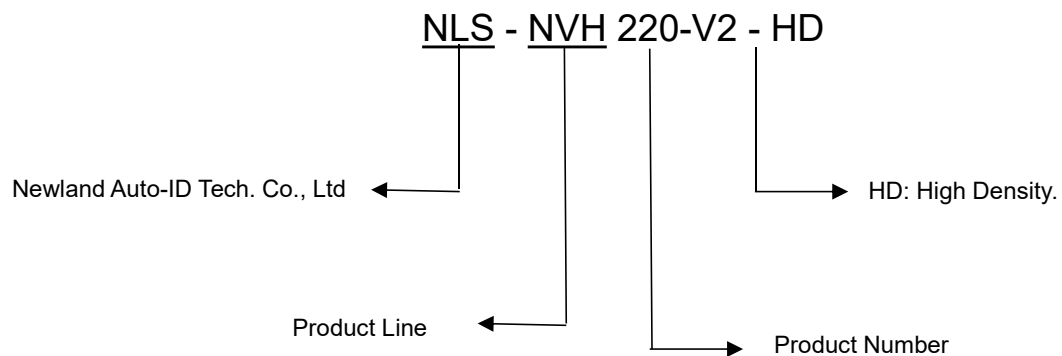 NLS - NVH 220-V2 - HD
Newland Auto-ID Tech. Co., Ltd
HD: High Density.
Product Line
Product Number